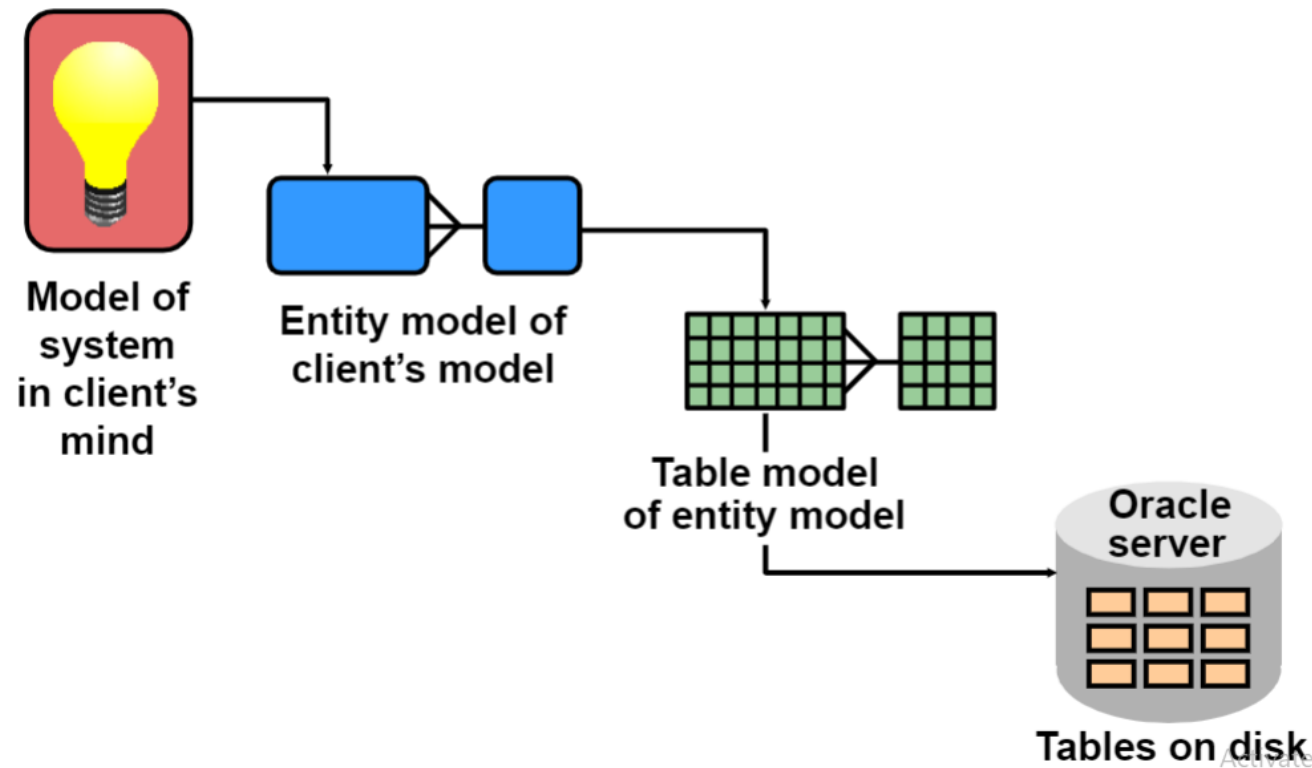 Model of
system
in client's
mind
Entity model of
client's model
Table model
of entity model
Oracle
server
Tables on disk
Activate